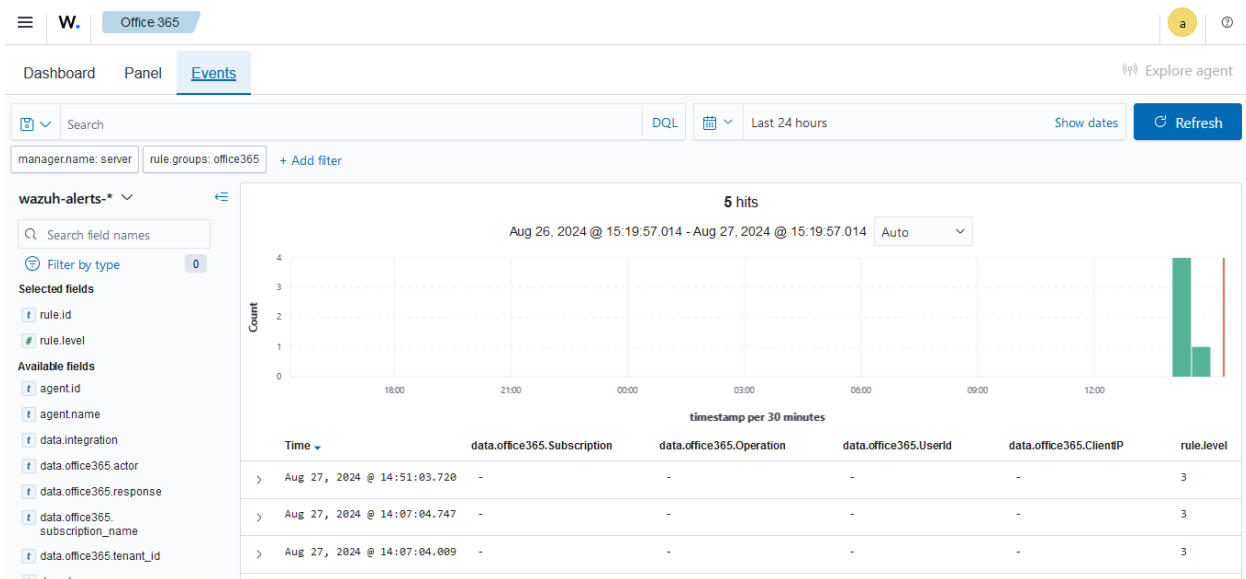 W. Office 365 a
Dashboard Panel Events Explore agent
Search DQL Last 24 hours Show dates Refresh
manager.name: server rule.groups: office365 + Add filter
wazuh-alerts-*
Search field names
Filter by type 0
Selected fields
t rule.id
# rule.level
Available fields
t agent.id
t agent.name
t data.integration
t data.office365.actor
t data.office365.response
t data.office365.
subscription_name
t data.office365.tenant_id
5 hits
Aug 26, 2024 @ 15:19:57.014 - Aug 27, 2024 @ 15:19:57.014 Auto
Count
4
3
2
1
0
18:00 21:00 00:00 03:00 06:00 09:00 12:00
timestamp per 30 minutes
Time data.office365.Subscription data.office365.Operation data.office365.UserId data.office365.ClientIP rule.level
Aug 27, 2024 @ 14:51:03.720 - - - - 3
Aug 27, 2024 @ 14:07:04.747 - - - - 3
Aug 27, 2024 @ 14:07:04.009 - - - - 3